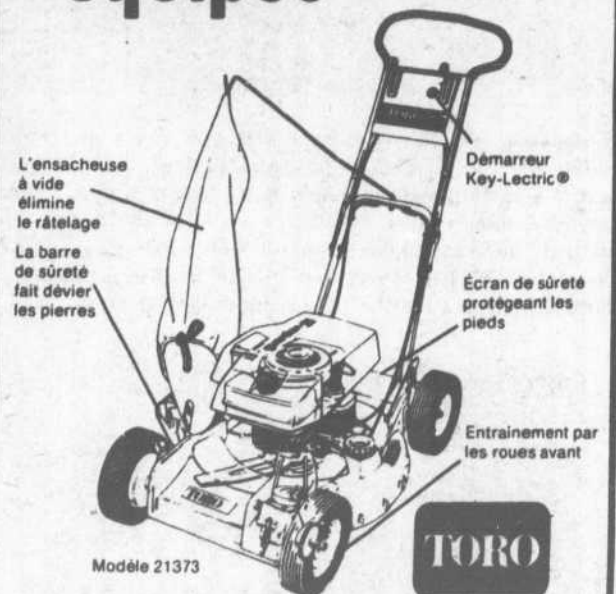 équipée
TORO
Démarreur
Key-Lectric®
L'ensacheuse
à vide
élimine
le râtelage
La barre
de sûreté
fait dévier
les pierres
Écran de sûreté
protégeant les
pieds
Entrainement par
les roues avant
TORO
Modèle 21373
TORO